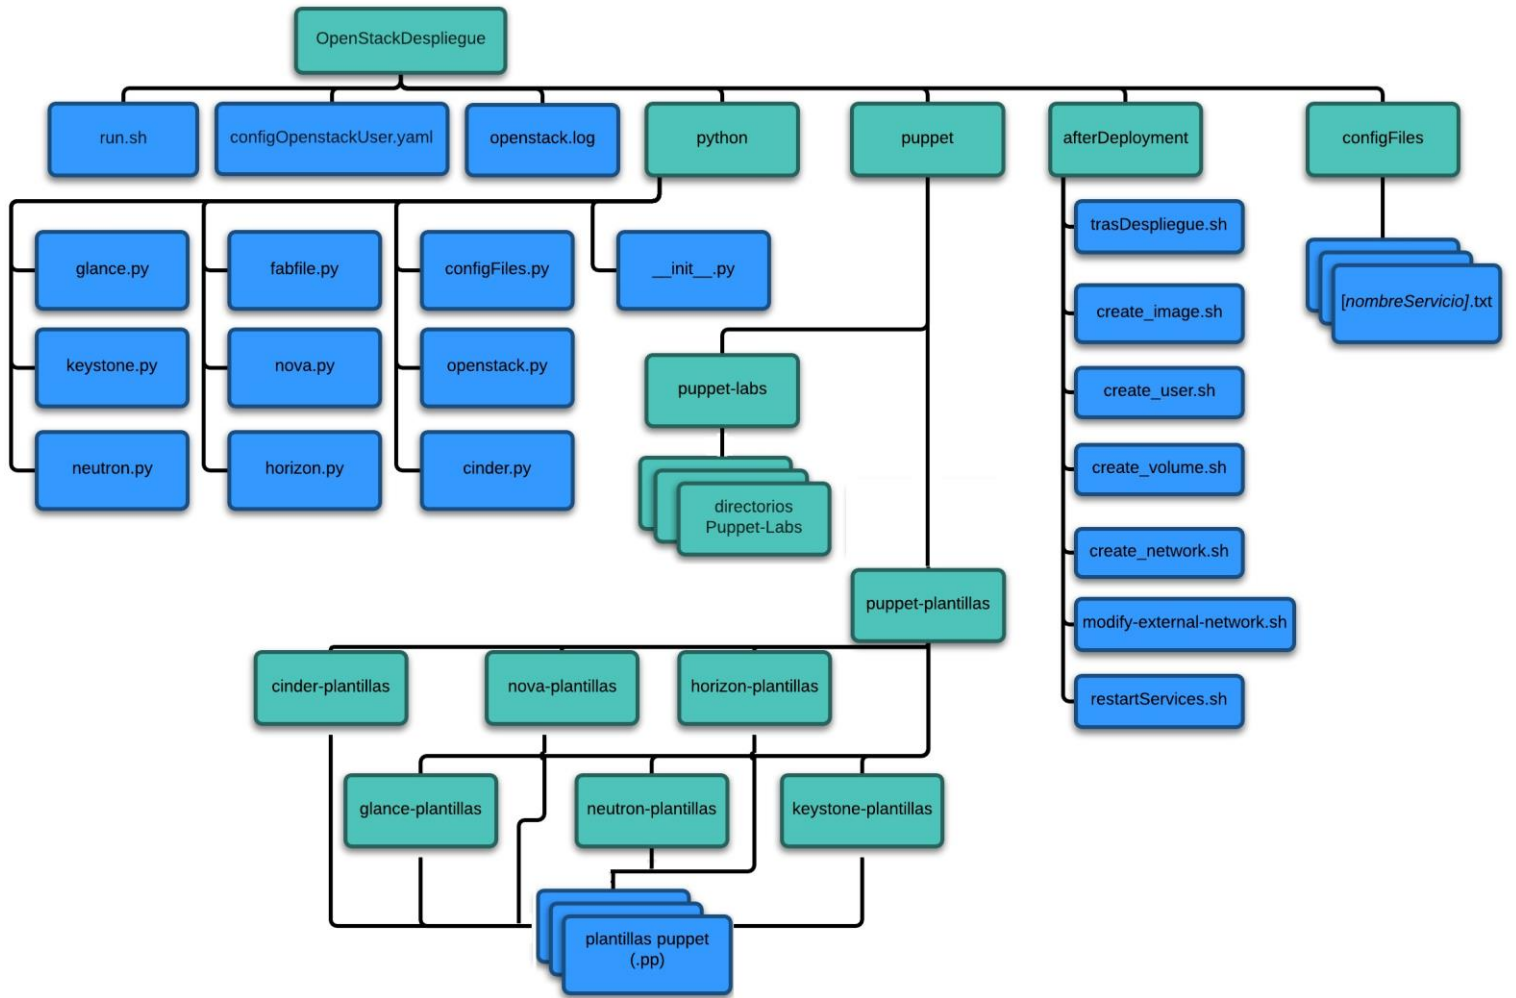 OpenStackDespliegue
run.sh
configOpenstackUser.yaml
openstack.log
python
puppet
afterDeployment
configFiles
glance.py
fabfile.py
configFiles.py
__init__.py
keystone.py
nova.py
openstack.py
neutron.py
horizon.py
cinder.py
puppet-labs
directorios
Puppet-Labs
trasDespliegue.sh
create_image.sh
create_user.sh
create_volume.sh
create_network.sh
modify-external-network.sh
restartServices.sh
[nombreServicio].txt
puppet-plantillas
cinder-plantillas
nova-plantillas
horizon-plantillas
glance-plantillas
neutron-plantillas
keystone-plantillas
plantillas puppet
(.pp)